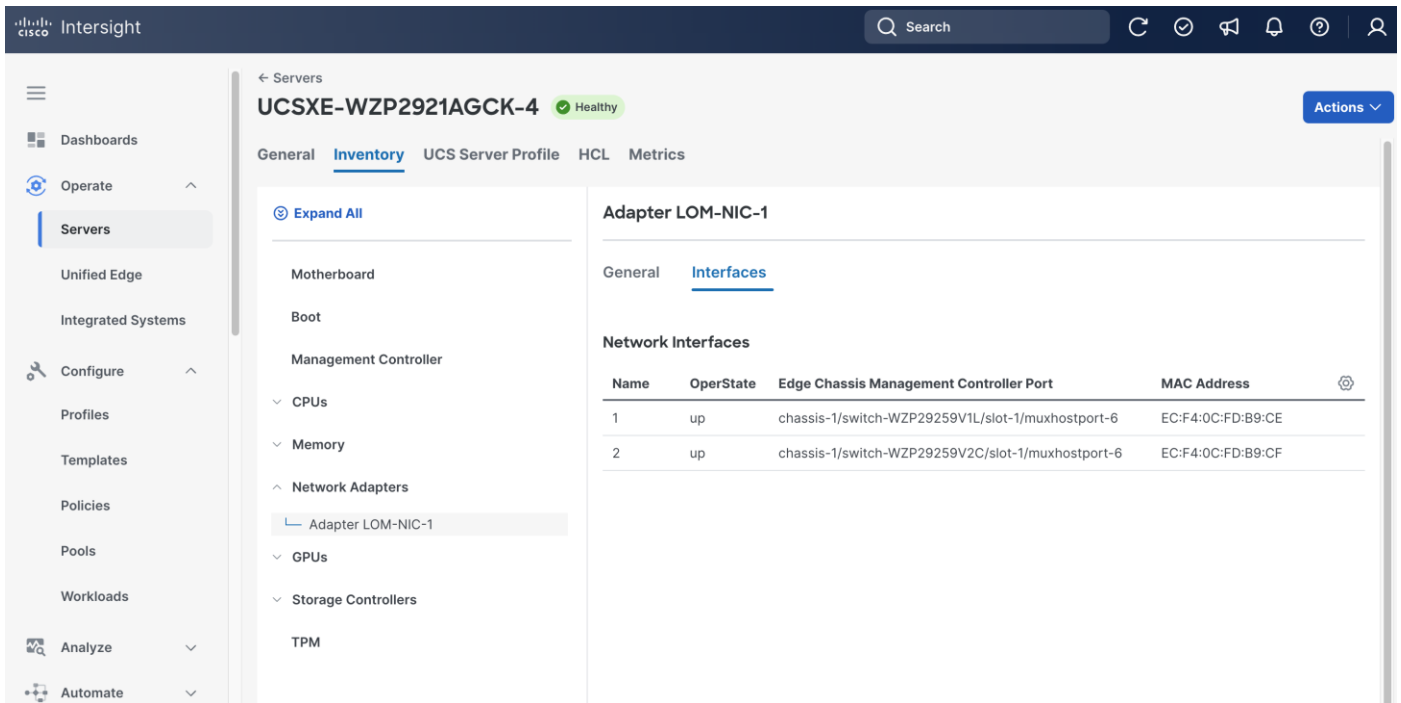 cisco Intersight
Search
Dashboards
Operate
Servers
Unified Edge
Integrated Systems
Configure
Profiles
Templates
Policies
Pools
Workloads
Analyze
Automate
← Servers
UCSXE-WZP2921AGCK-4 Healthy
Actions
General Inventory UCS Server Profile HCL Metrics
Expand All
Motherboard
Boot
Management Controller
CPUs
Memory
Network Adapters
Adapter LOM-NIC-1
GPUs
Storage Controllers
TPM
Adapter LOM-NIC-1
General Interfaces
Network Interfaces
Name OperState Edge Chassis Management Controller Port MAC Address
1 up chassis-1/switch-WZP29259V1L/slot-1/muxhostport-6 EC:F4:0C:FD:B9:CE
2 up chassis-1/switch-WZP29259V2C/slot-1/muxhostport-6 EC:F4:0C:FD:B9:CF